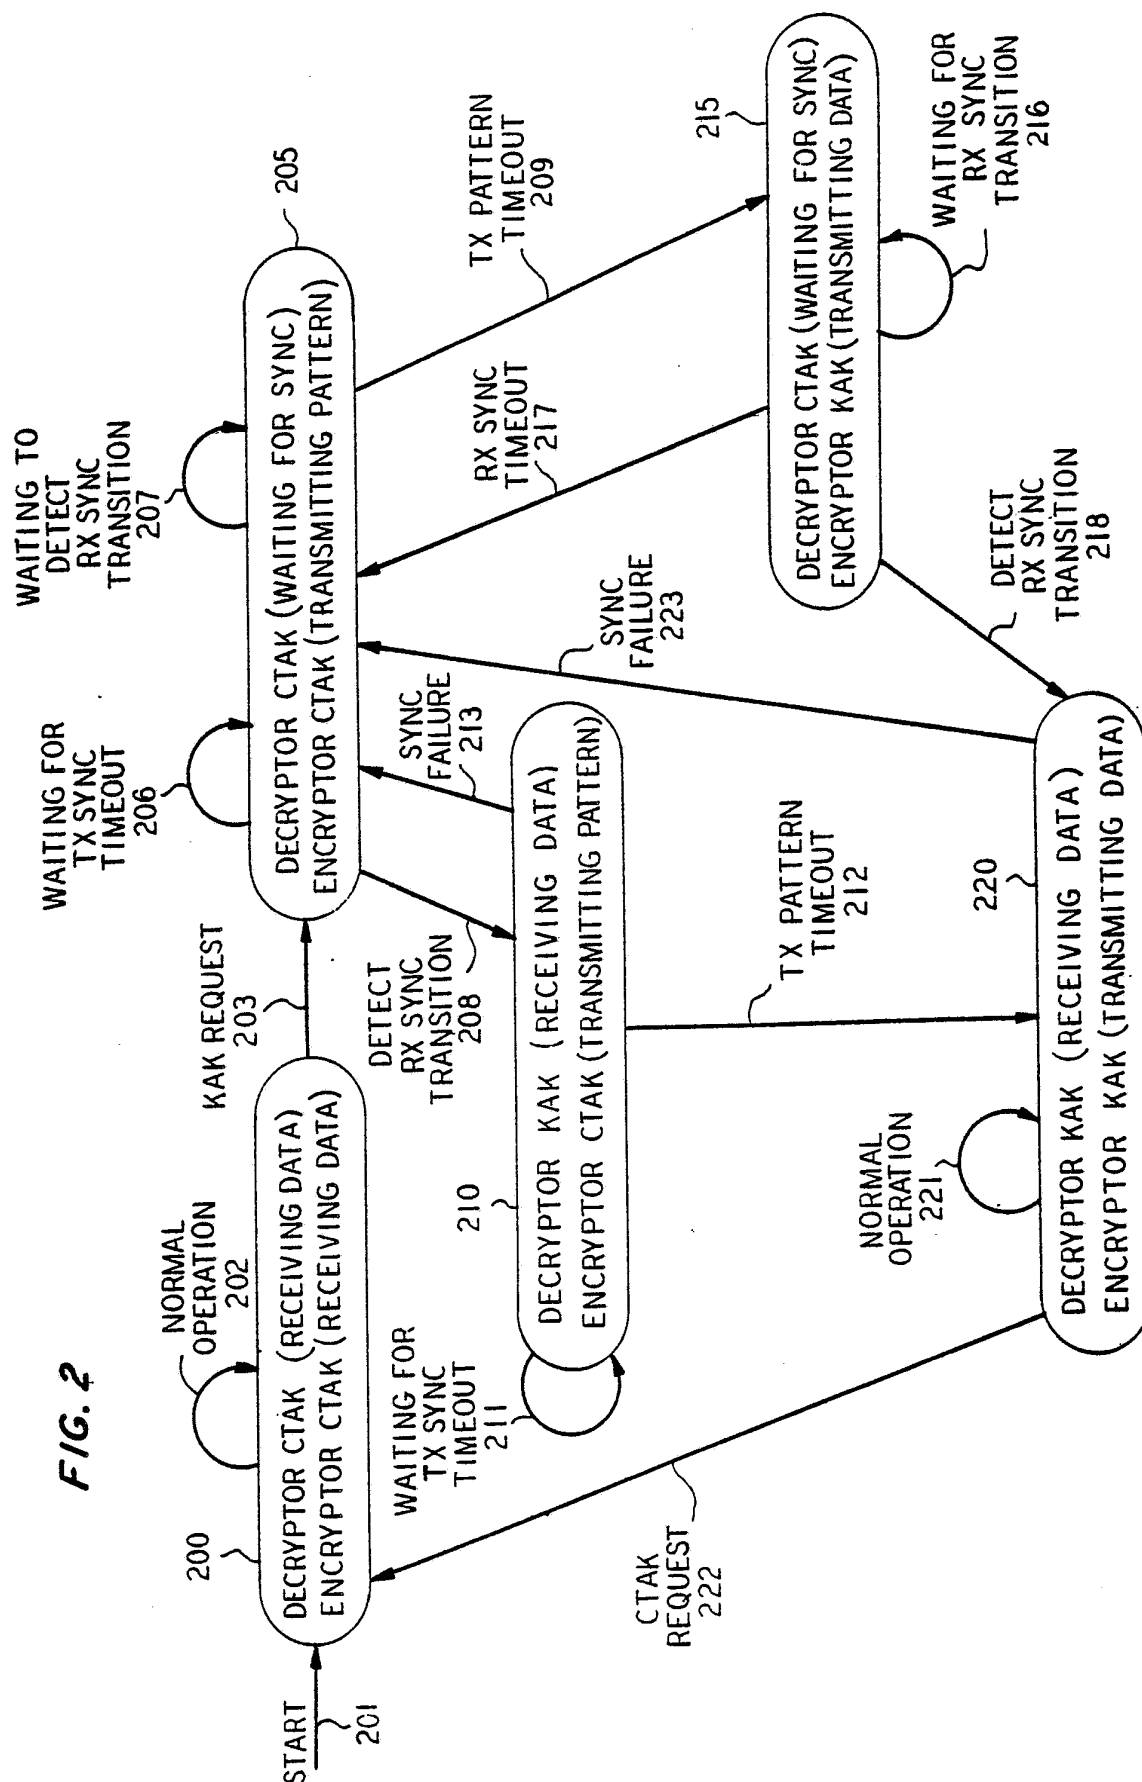 FIG. 2
START
201
200
DECRYPTOR CTAK (RECEIVING DATA)
ENCRYPTOR CTAK (RECEIVING DATA)
NORMAL
OPERATION
202
KAK REQUEST
203
WAITING FOR
TX SYNC
TIMEOUT
206
WAITING TO
DETECT
RX SYNC
TRANSITION
207
205
DECRYPTOR CTAK (WAITING FOR SYNC)
ENCRYPTOR CTAK (TRANSMITTING PATTERN)
DETECT
RX SYNC
TRANSITION
208
SYNC
FAILURE
213
SYNC
FAILURE
223
RX SYNC
TIMEOUT
217
TX PATTERN
TIMEOUT
209
WAITING FOR
TX SYNC
TIMEOUT
211
210
DECRYPTOR KAK (RECEIVING DATA)
ENCRYPTOR CTAK (TRANSMITTING PATTERN)
215
DECRYPTOR CTAK (WAITING FOR SYNC)
ENCRYPTOR KAK (TRANSMITTING DATA)
WAITING FOR
RX SYNC
TRANSITION
216
CTAK
REQUEST
222
NORMAL
OPERATION
221
TX PATTERN
TIMEOUT
212
DETECT
RX SYNC
TRANSITION
218
220
DECRYPTOR KAK (RECEIVING DATA)
ENCRYPTOR KAK (TRANSMITTING DATA)